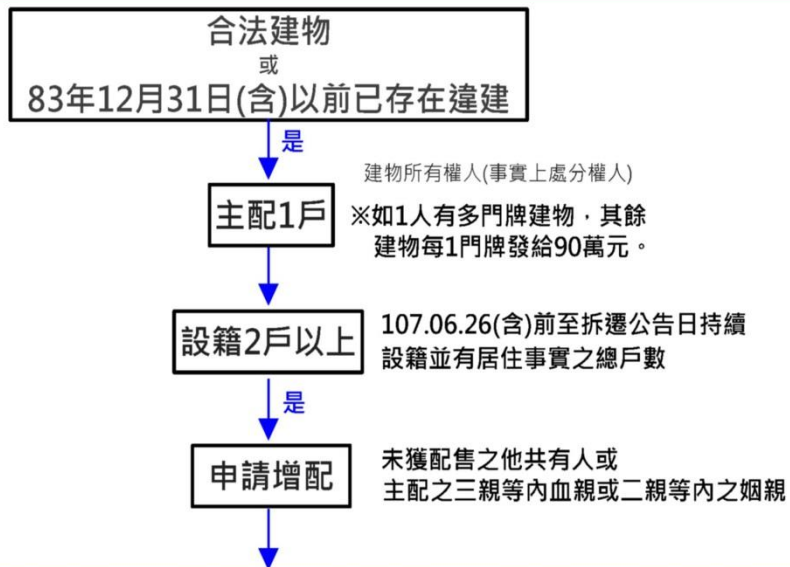 合法建物
或
83年12月31日(含)以前已存在違建
是
建物所有權人(事實上處分權人)
主配1戶
※如1人有多門牌建物，其餘
建物每1門牌發給90萬元。
設籍2戶以上
107.06.26(含)前至拆遷公告日持續
設籍並有居住事實之總戶數
是
申請增配
未獲配售之他共有人或
主配之三親等內血親或二親等內之姻親